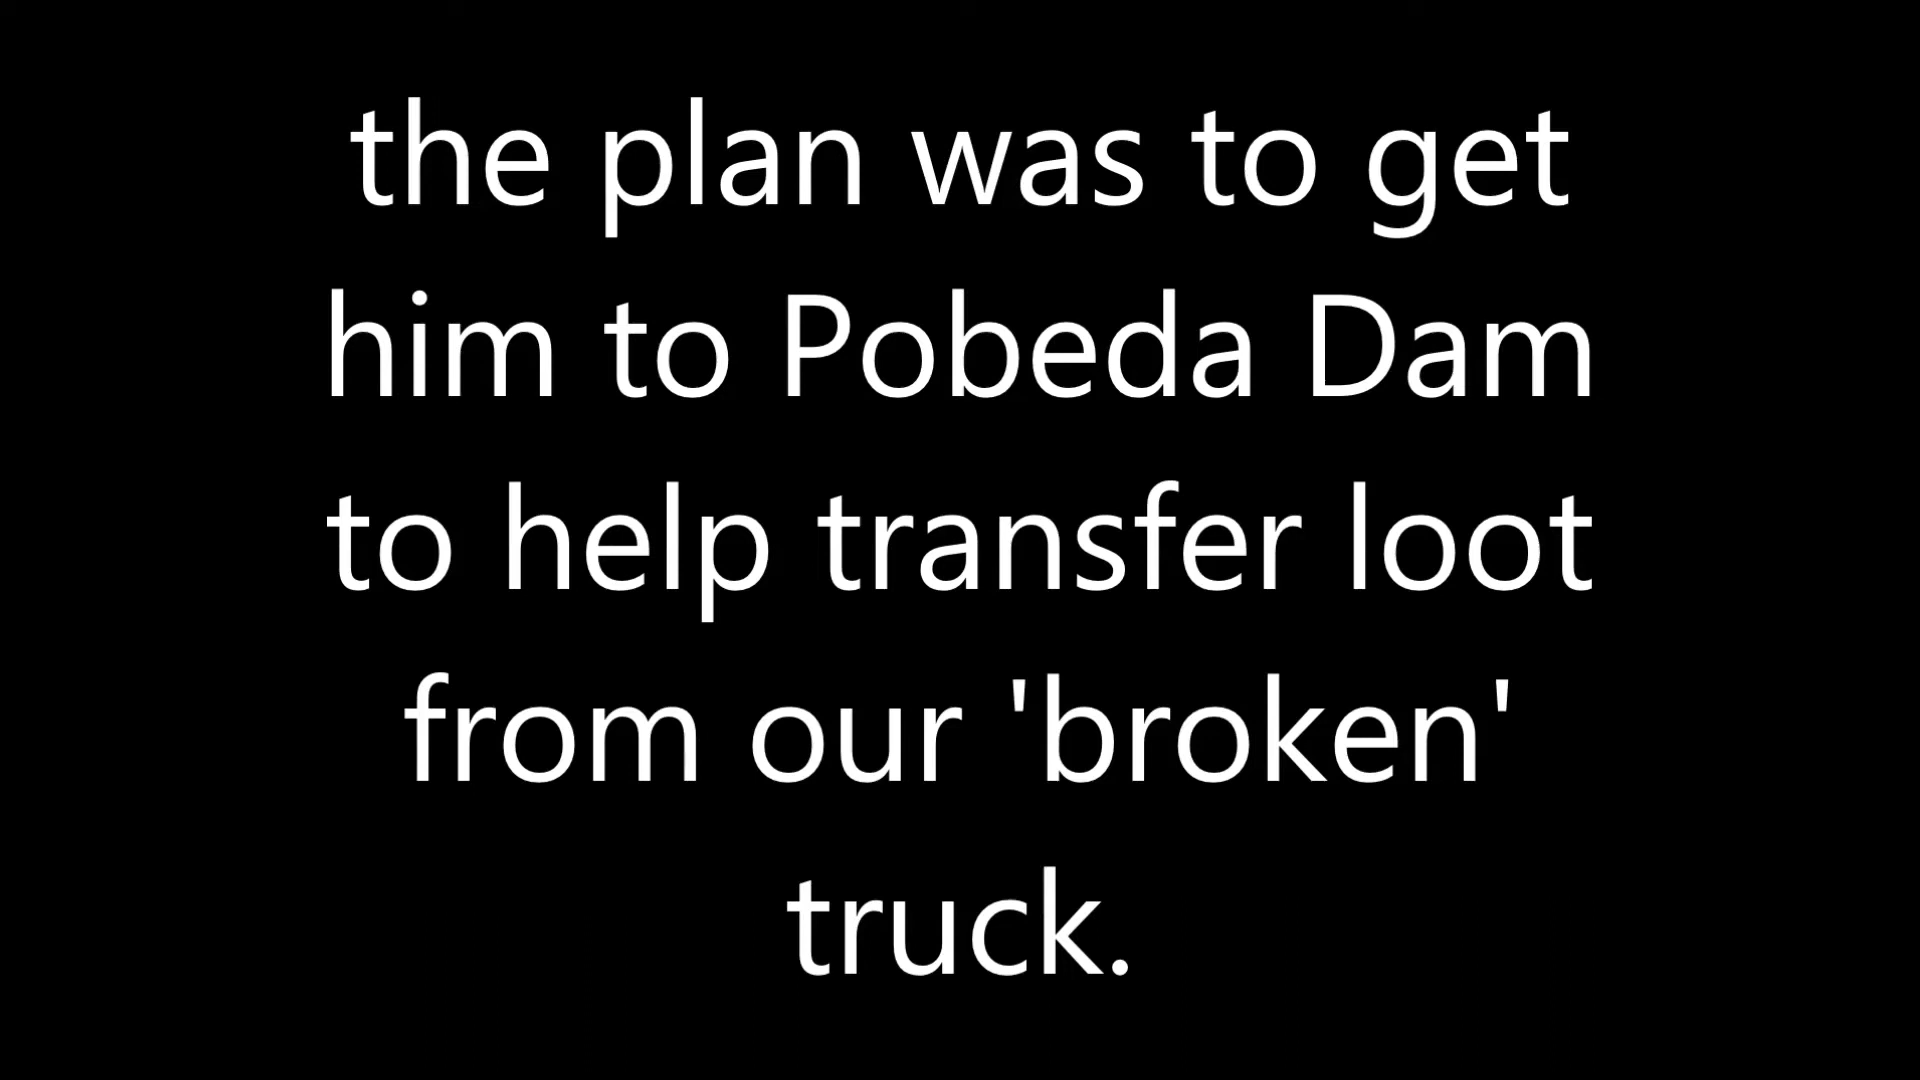 the plan was to get
him to Pobeda Dam
to help transfer loot
from our 'broken'
truck.